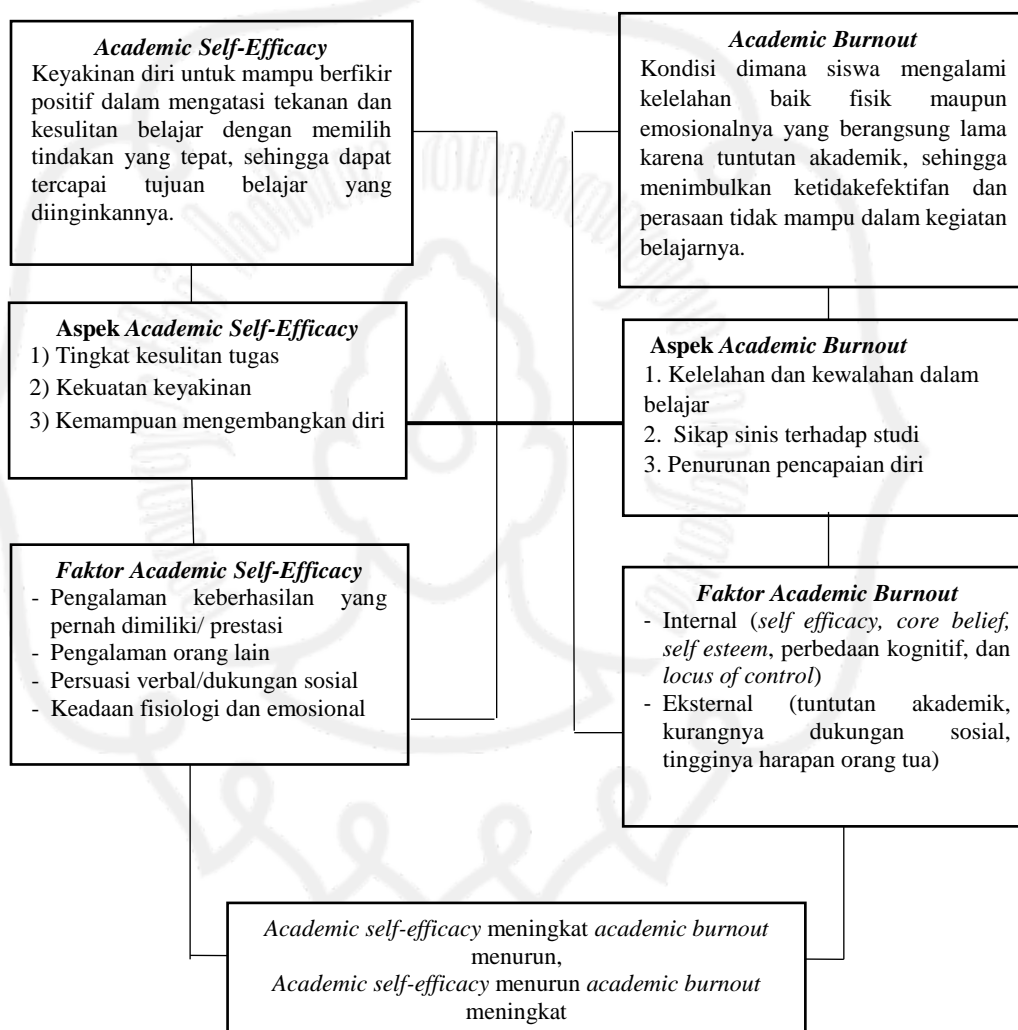 Academic Self-Efficacy
Keyakinan diri untuk mampu berfikir
positif dalam mengatasi tekanan dan
kesulitan belajar dengan memilih
tindakan yang tepat, sehingga dapat
tercapai tujuan belajar yang
diinginkannya.
Aspek Academic Self-Efficacy
1) Tingkat kesulitan tugas
2) Kekuatan keyakinan
3) Kemampuan mengembangkan diri
Faktor Academic Self-Efficacy
- Pengalaman keberhasilan yang
pernah dimiliki/ prestasi
- Pengalaman orang lain
- Persuasi verbal/dukungan sosial
- Keadaan fisiologi dan emosional
Academic Burnout
Kondisi dimana siswa mengalami
kelelahan baik fisik maupun
emosionalnya yang berangsung lama
karena tuntutan akademik, sehingga
menimbulkan ketidakefektifan dan
perasaan tidak mampu dalam kegiatan
belajarnya.
Aspek Academic Burnout
1. Kelelahan dan kewalahan dalam
belajar
2. Sikap sinis terhadap studi
3. Penurunan pencapaian diri
Faktor Academic Burnout
- Internal (self efficacy, core belief,
self esteem, perbedaan kognitif, dan
locus of control)
- Eksternal (tuntutan akademik,
kurangnya dukungan sosial,
tingginya harapan orang tua)
Academic self-efficacy meningkat academic burnout
menurun,
Academic self-efficacy menurun academic burnout
meningkat